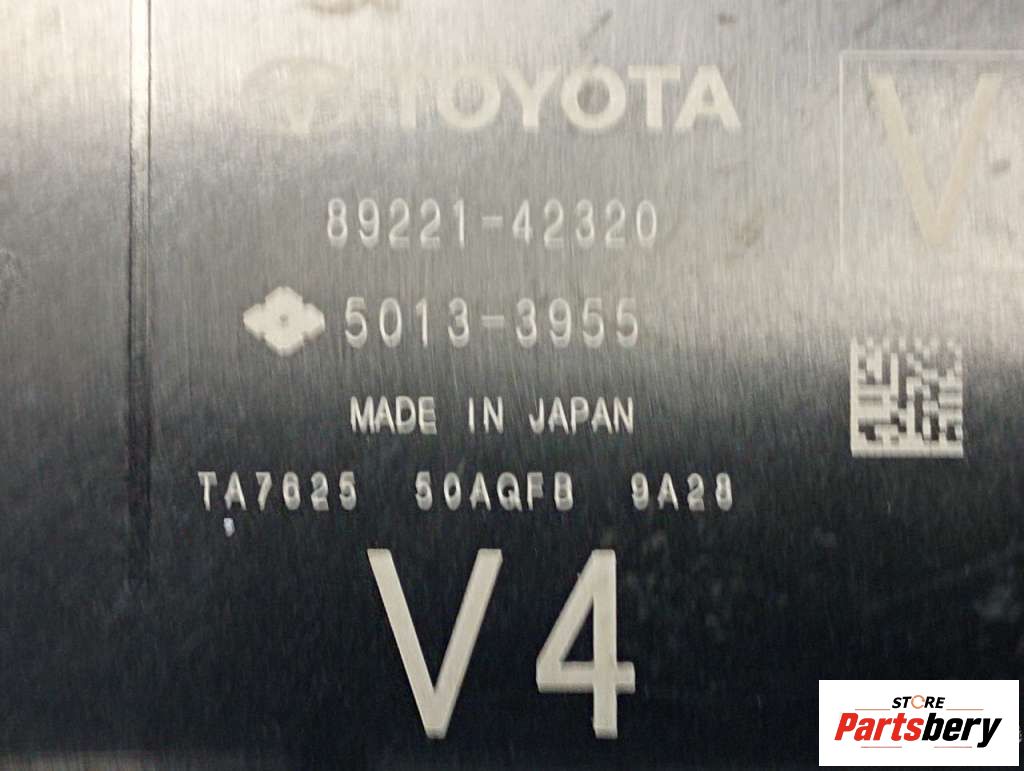 TOYOTA
V
89221-42320
5013-3955
MADE IN JAPAN
TA7625 50AQFB 9A28
V4
STORE
Partsbery